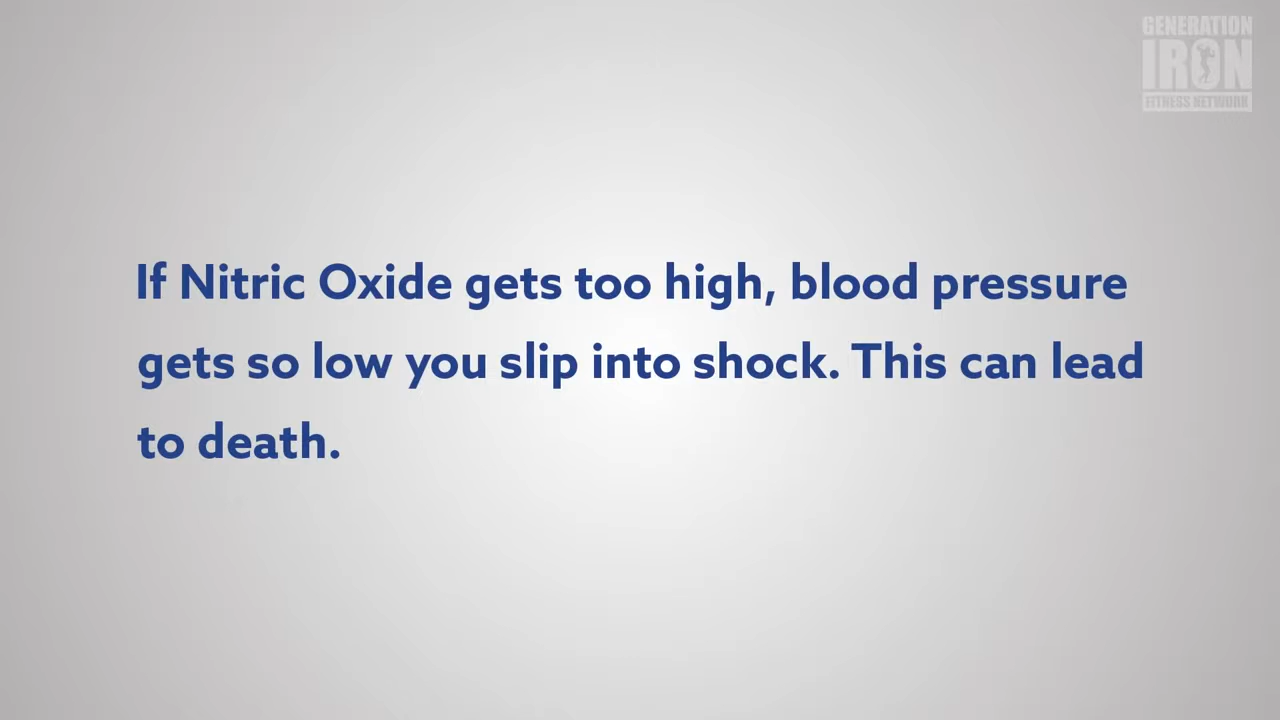 GENERATION
IRON
FITNESS NETWORK
If Nitric Oxide gets too high, blood pressure
gets so low you slip into shock. This can lead
to death.